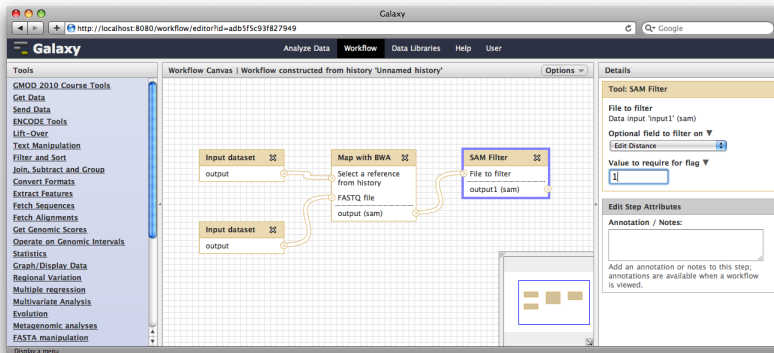 Galaxy
http://localhost:8080/workflow/editor?id=adb5f5c93f827949
Google
Galaxy
Analyze Data Workflow Data Libraries Help User
Tools
GMOD 2010 Course Tools
Get Data
Send Data
ENCODE Tools
Lift-Over
Text Manipulation
Filter and Sort
Join, Subtract and Group
Convert Formats
Extract Features
Fetch Sequences
Fetch Alignments
Get Genomic Scores
Operate on Genomic Intervals
Statistics
Graph/Display Data
Regional Variation
Multiple regression
Multivariate Analysis
Evolution
Metagenomic analyses
FASTA manipulation
Display a menu
Workflow Canvas | Workflow constructed from history 'Unnamed history'
Options
Input dataset
output
Input dataset
output
Map with BWA
Select a reference
from history
FASTQ file
output (sam)
SAM Filter
File to filter
output1 (sam)
Details
Tool: SAM Filter
File to filter
Data input 'input1' (sam)
Optional field to filter on
Edit Distance
Value to require for flag
1
Edit Step Attributes
Annotation / Notes:
Add an annotation or notes to this step;
annotations are available when a workflow
is viewed.